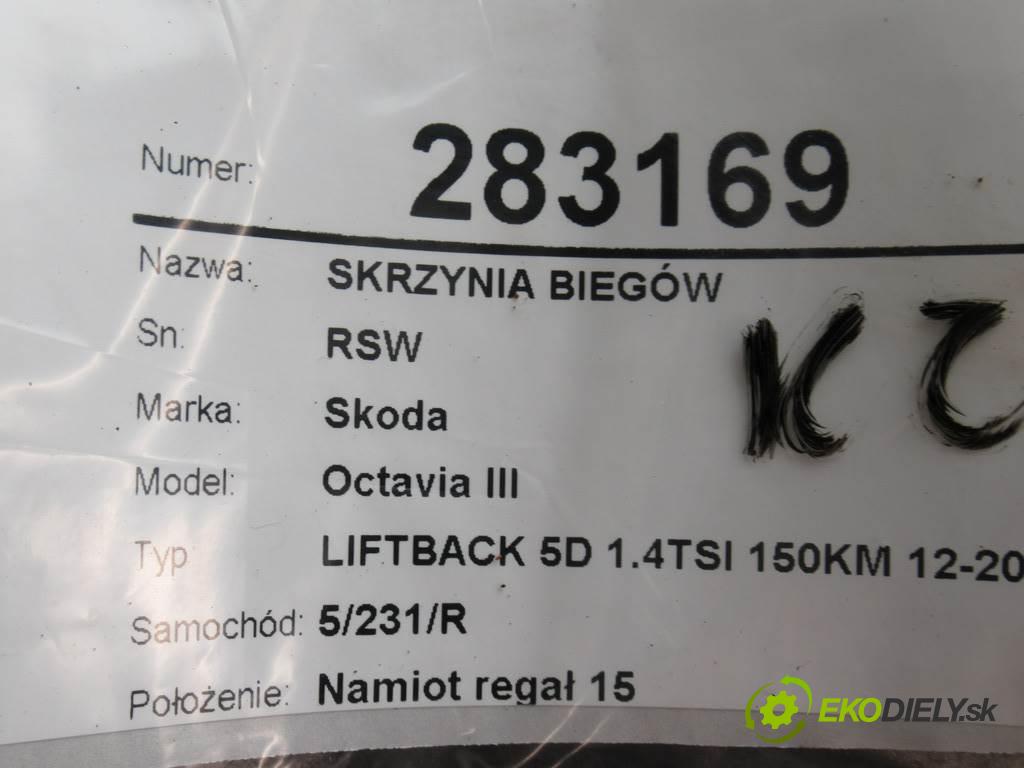 Numer: 283169
Nazwa: SKRZYNIA BIEGÓW
Sn: RSW
Marka: Skoda
Model: Octavia III
Typ LIFTBACK 5D 1.4TSI 150KM 12-20
Samochód: 5/231/R
Położenie: Namiot regał 15
EKODIELY.sk